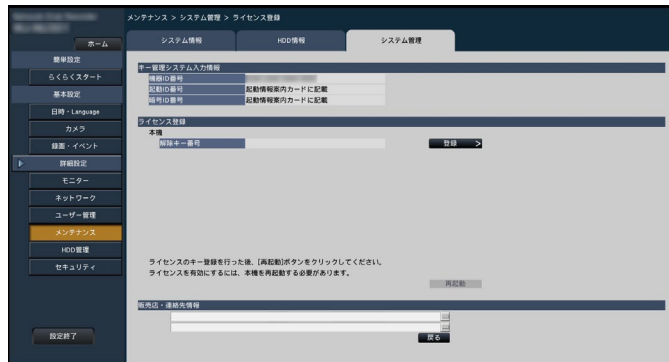 メンテナンス > システム管理 > ライセンス登録
ホーム
簡単設定
らくらくスタート
基本設定
日時・Language
カメラ
録画・イベント
詳細設定
モニター
ネットワーク
ユーザー管理
メンテナンス
HDD管理
セキュリティ
設定終了
システム情報
HDD情報
システム管理
キー管理システム入力情報
機器ID番号
起動ID番号 起動情報案内カードに記載
暗号ID番号 起動情報案内カードに記載
ライセンス登録
本機
解除キー番号
登録 >
ライセンスのキー登録を行った後、[再起動]ボタンをクリックしてください。
ライセンスを有効にするには、本機を再起動する必要があります。
再起動
販売店・連絡先情報
戻る